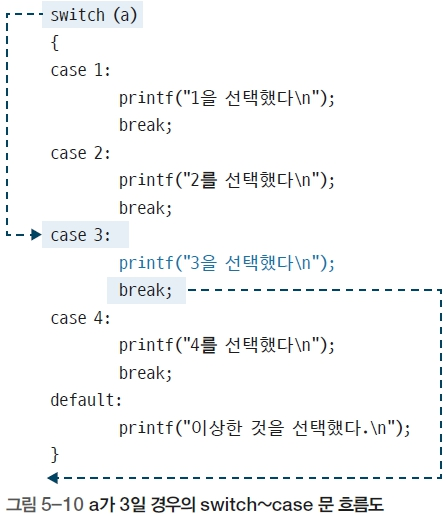 switch (a)
{
case 1:
printf("1을 선택했다\n");
break;
case 2:
printf("2를 선택했다\n");
break;
case 3:
printf("3을 선택했다\n");
break;
case 4:
printf("4를 선택했다\n");
break;
default:
printf("이상한 것을 선택했다.\n");
}
그림 5-10 a가 3일 경우의 switch~case 문 흐름도